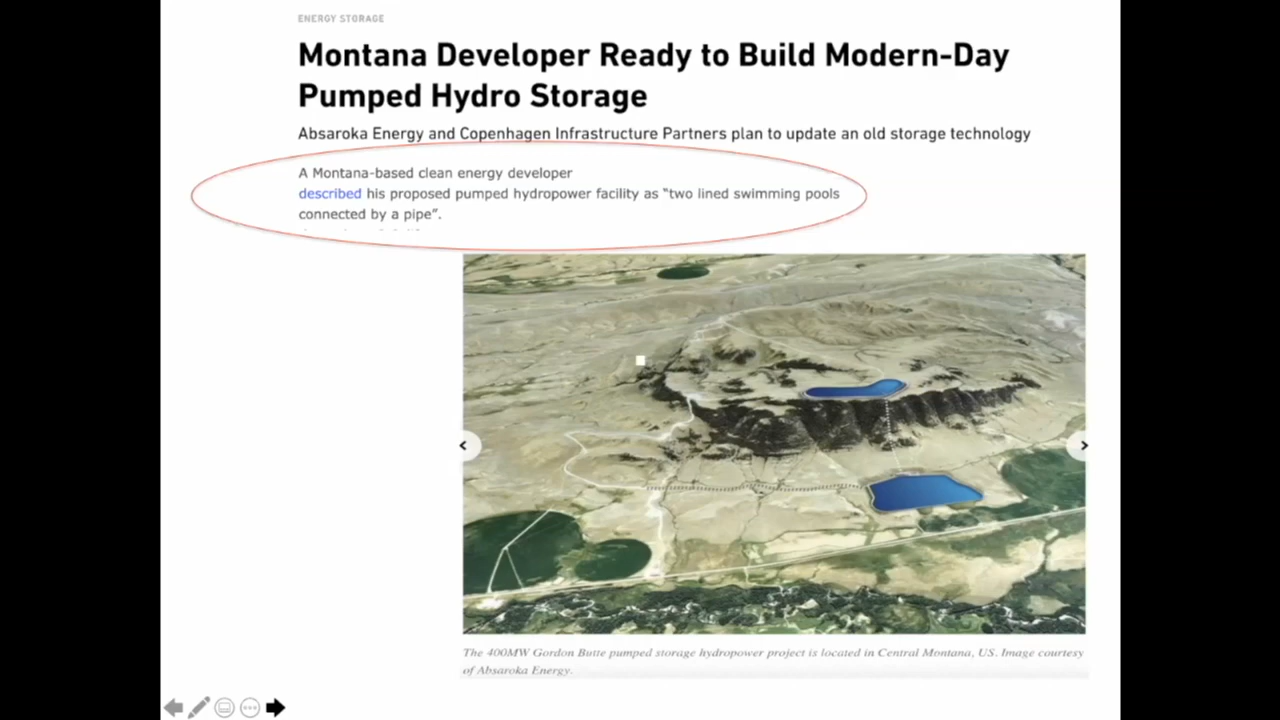 ENERGY STORAGE
Montana Developer Ready to Build Modern-Day
Pumped Hydro Storage
Absaroka Energy and Copenhagen Infrastructure Partners plan to update an old storage technology
A Montana-based clean energy developer
described his proposed pumped hydropower facility as “two lined swimming pools
connected by a pipe”.
The 400MW Gordon Butte pumped storage hydropower project is located in Central Montana, US. Image courtesy
of Absaroka Energy.